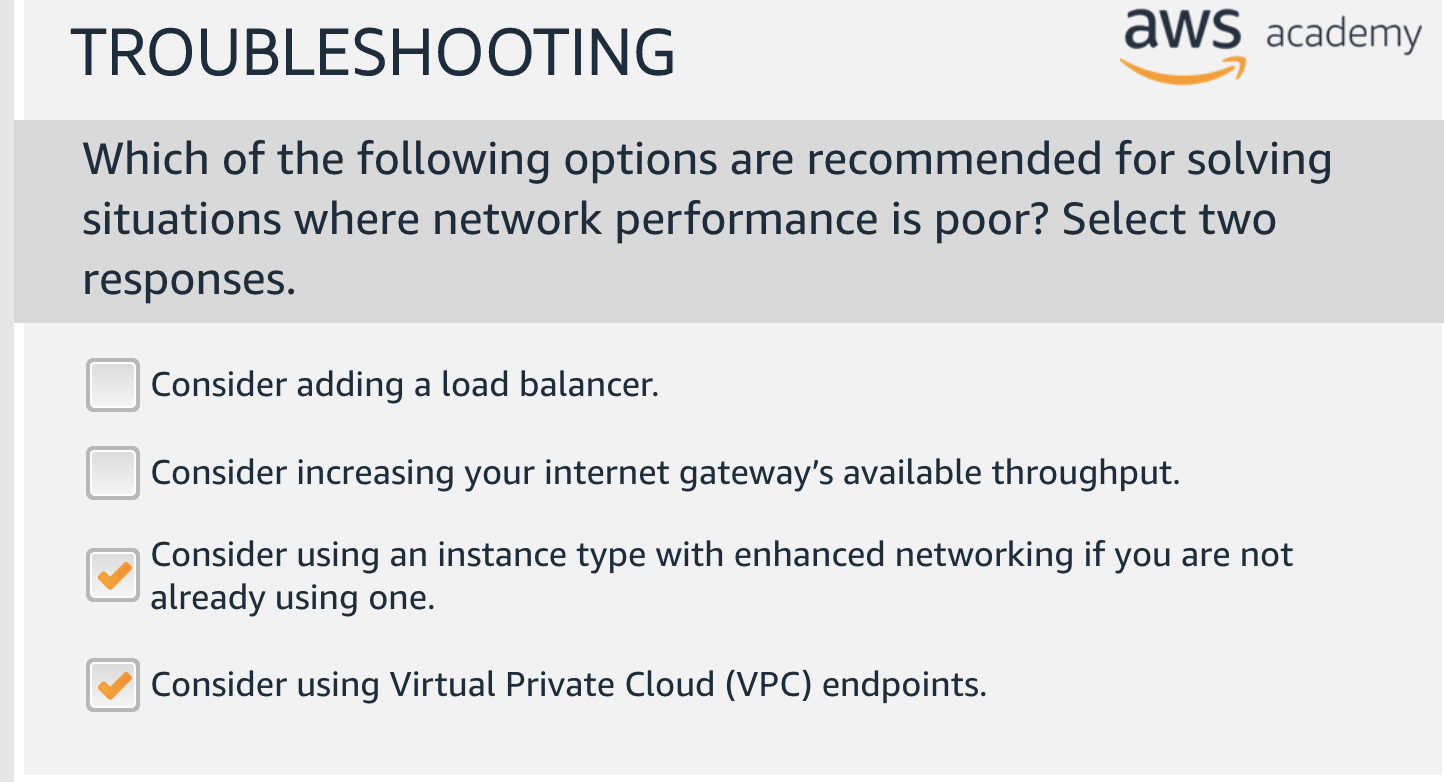 TROUBLESHOOTING
aws academy
Which of the following options are recommended for solving
situations where network performance is poor? Select two
responses.
Consider adding a load balancer.
Consider increasing your internet gateway’s available throughput.
Consider using an instance type with enhanced networking if you are not
already using one.
Consider using Virtual Private Cloud (VPC) endpoints.